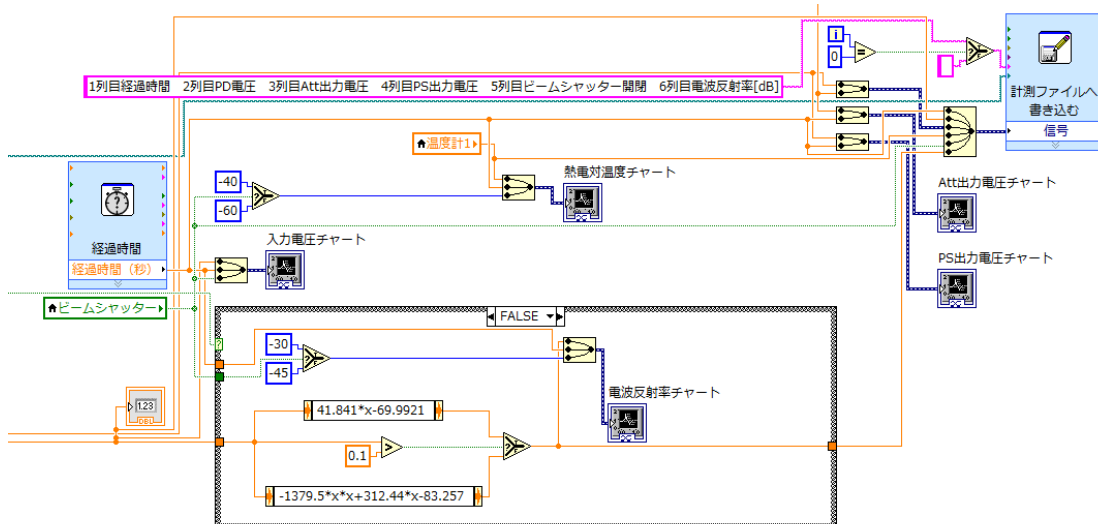 i
0
=
1列目経過時間 2列目PD電圧 3列目Att出力電圧 4列目PS出力電圧 5列目ビームシャッター開閉 6列目電波反射率[dB]
計測ファイルへ
書き込む
信号
温度計1
熱電対温度チャート
-40
-60
Att出力電圧チャート
経過時間
経過時間（秒）
入力電圧チャート
PS出力電圧チャート
ビームシャッター
FALSE
?
-30
-45
電波反射率チャート
1.23
DBL
41.841*x-69.9921
>
0.1
-1379.5*x*x+312.44*x-83.257